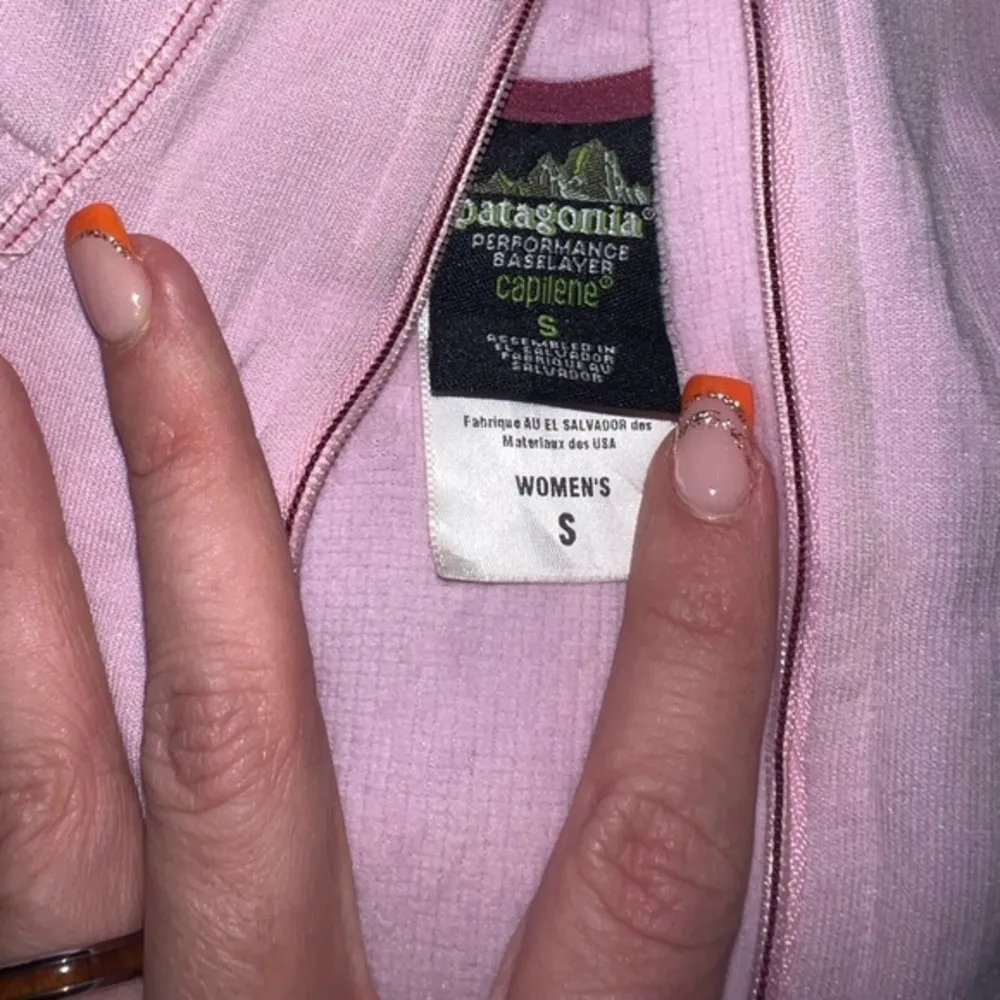 patagonia®
PERFORMANCE
BASELAYER
capilene®
S
ASSEMBLED IN
EL SALVADOR
FABRIQUE AU
SALVADOR
Fabrique AU EL SALVADOR des
Materiaux des USA
WOMEN'S
S